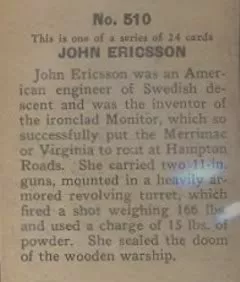 No. 510
This is one of a series of 24 cards
JOHN ERICSSON
John Ericsson was an Amer-
ican engineer of Swedish de-
scent and was the inventor of
the ironclad Monitor, which so
successfully put the Merrimac
or Virginia to rout at Hampton
Roads. She carried two 11-in.
guns, mounted in a heavily ar-
mored revolving turret, which
fired a shot weighing 166 lbs.
and used a charge of 15 lbs. of
powder. She sealed the doom
of the wooden warship.